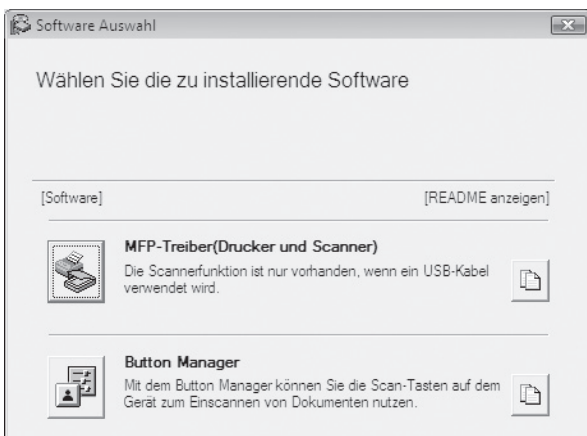 Software Auswahl
Wählen Sie die zu installierende Software
[Software] [README anzeigen]
MFP-Treiber(Drucker und Scanner)
Die Scannerfunktion ist nur vorhanden, wenn ein USB-Kabel
verwendet wird.
Button Manager
Mit dem Button Manager können Sie die Scan-Tasten auf dem
Gerät zum Einscannen von Dokumenten nutzen.